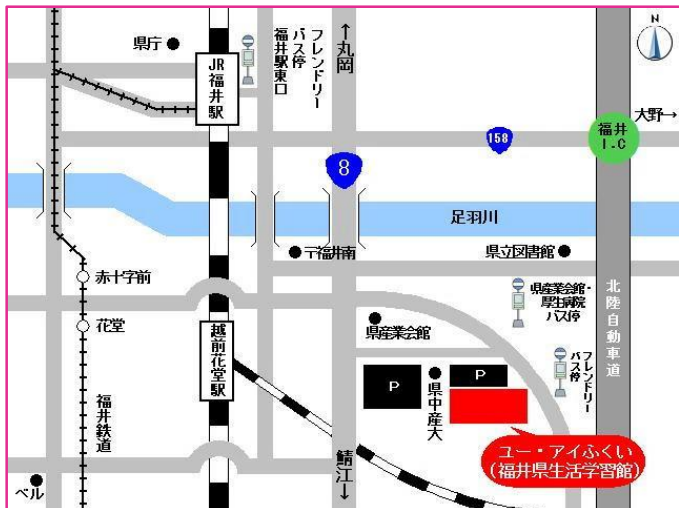 県庁
JR福井駅
フレンドリー
バス停
福井駅東口
↑丸岡
N
大野→
福井
I.C
158
8
足羽川
〒福井南
県立図書館
赤十字前
花堂
北陸自動車道
県産業会館・
厚生病院
バス停
県産業会館
越前花堂駅
フレンドリー
バス停
P
P
県中産大
福井鉄道
ユー・アイふくい
(福井県生活学習館)
鯖江↓
ベル